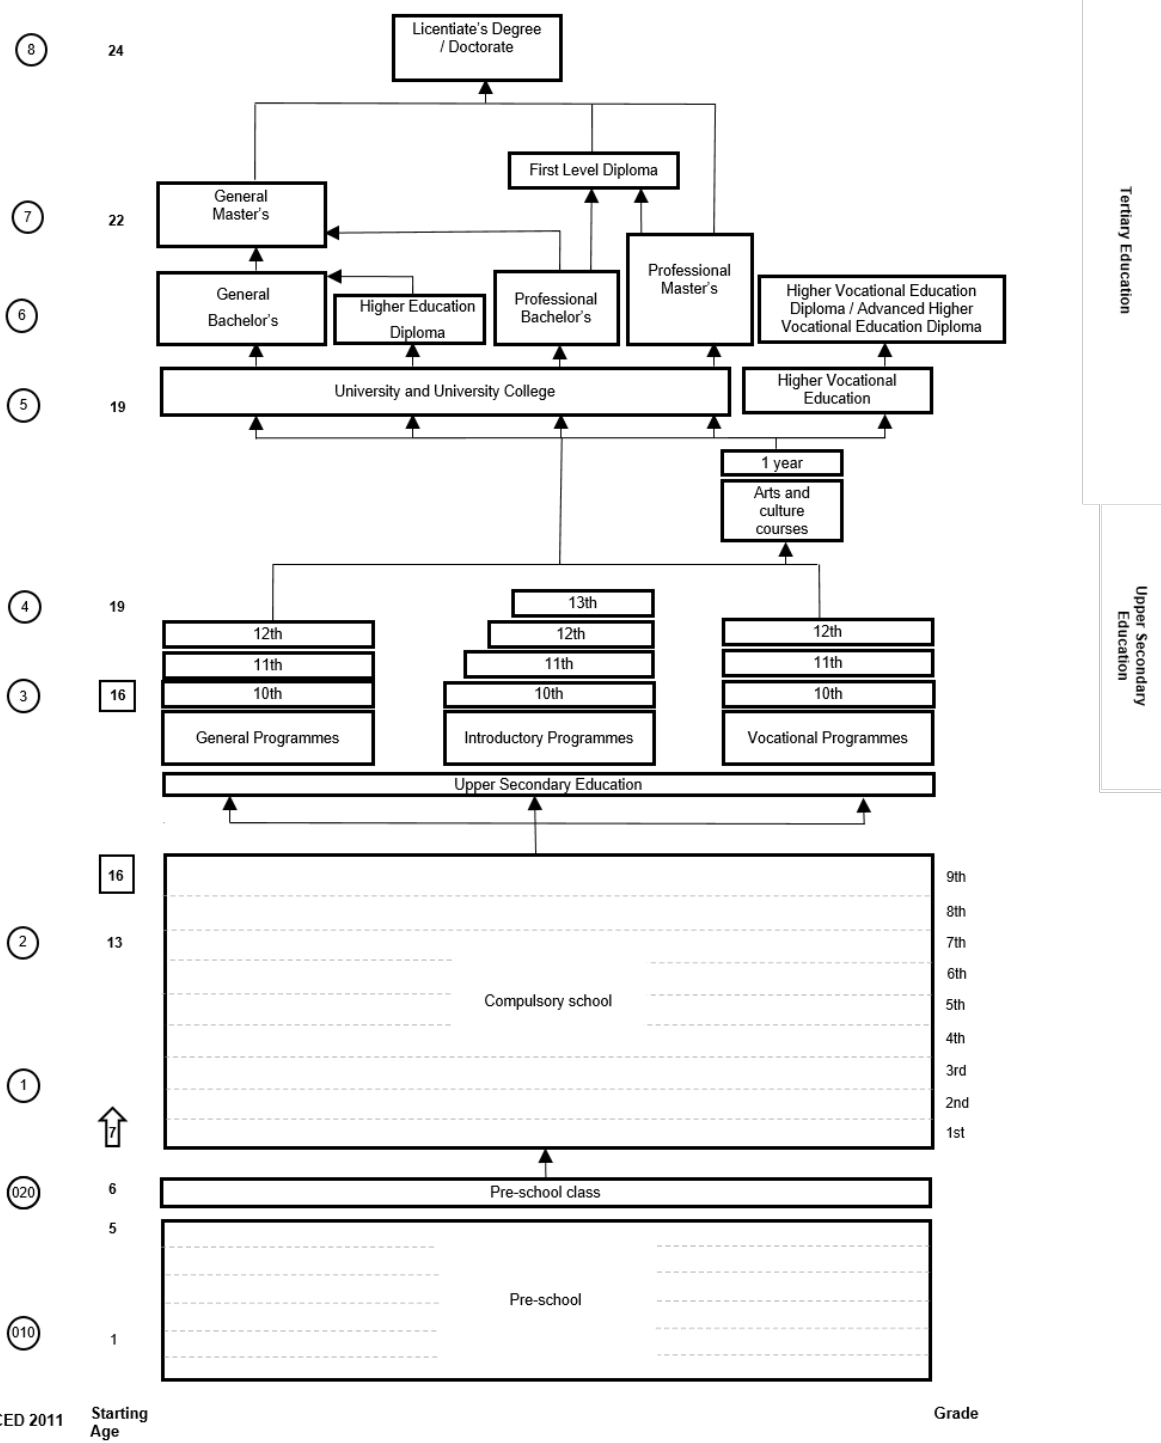 8
24
Licentiate's Degree
/ Doctorate
First Level Diploma
7
22
General
Master's
Professional
Master's
6
General
Bachelor's
Higher Education
Diploma
Professional
Bachelor's
Higher Vocational Education
Diploma / Advanced Higher
Vocational Education Diploma
5
19
University and University College
Higher Vocational
Education
1 year
Arts and
culture
courses
Tertiary Education
4
19
13th
12th
12th
12th
11th
11th
11th
3
16
10th
10th
10th
General Programmes
Introductory Programmes
Vocational Programmes
Upper Secondary Education
Upper Secondary
Education
16
9th
8th
2
13
7th
6th
Compulsory school
5th
4th
3rd
1
2nd
7
1st
020
6
Pre-school class
5
Pre-school
010
1
CED 2011
Starting
Age
Grade